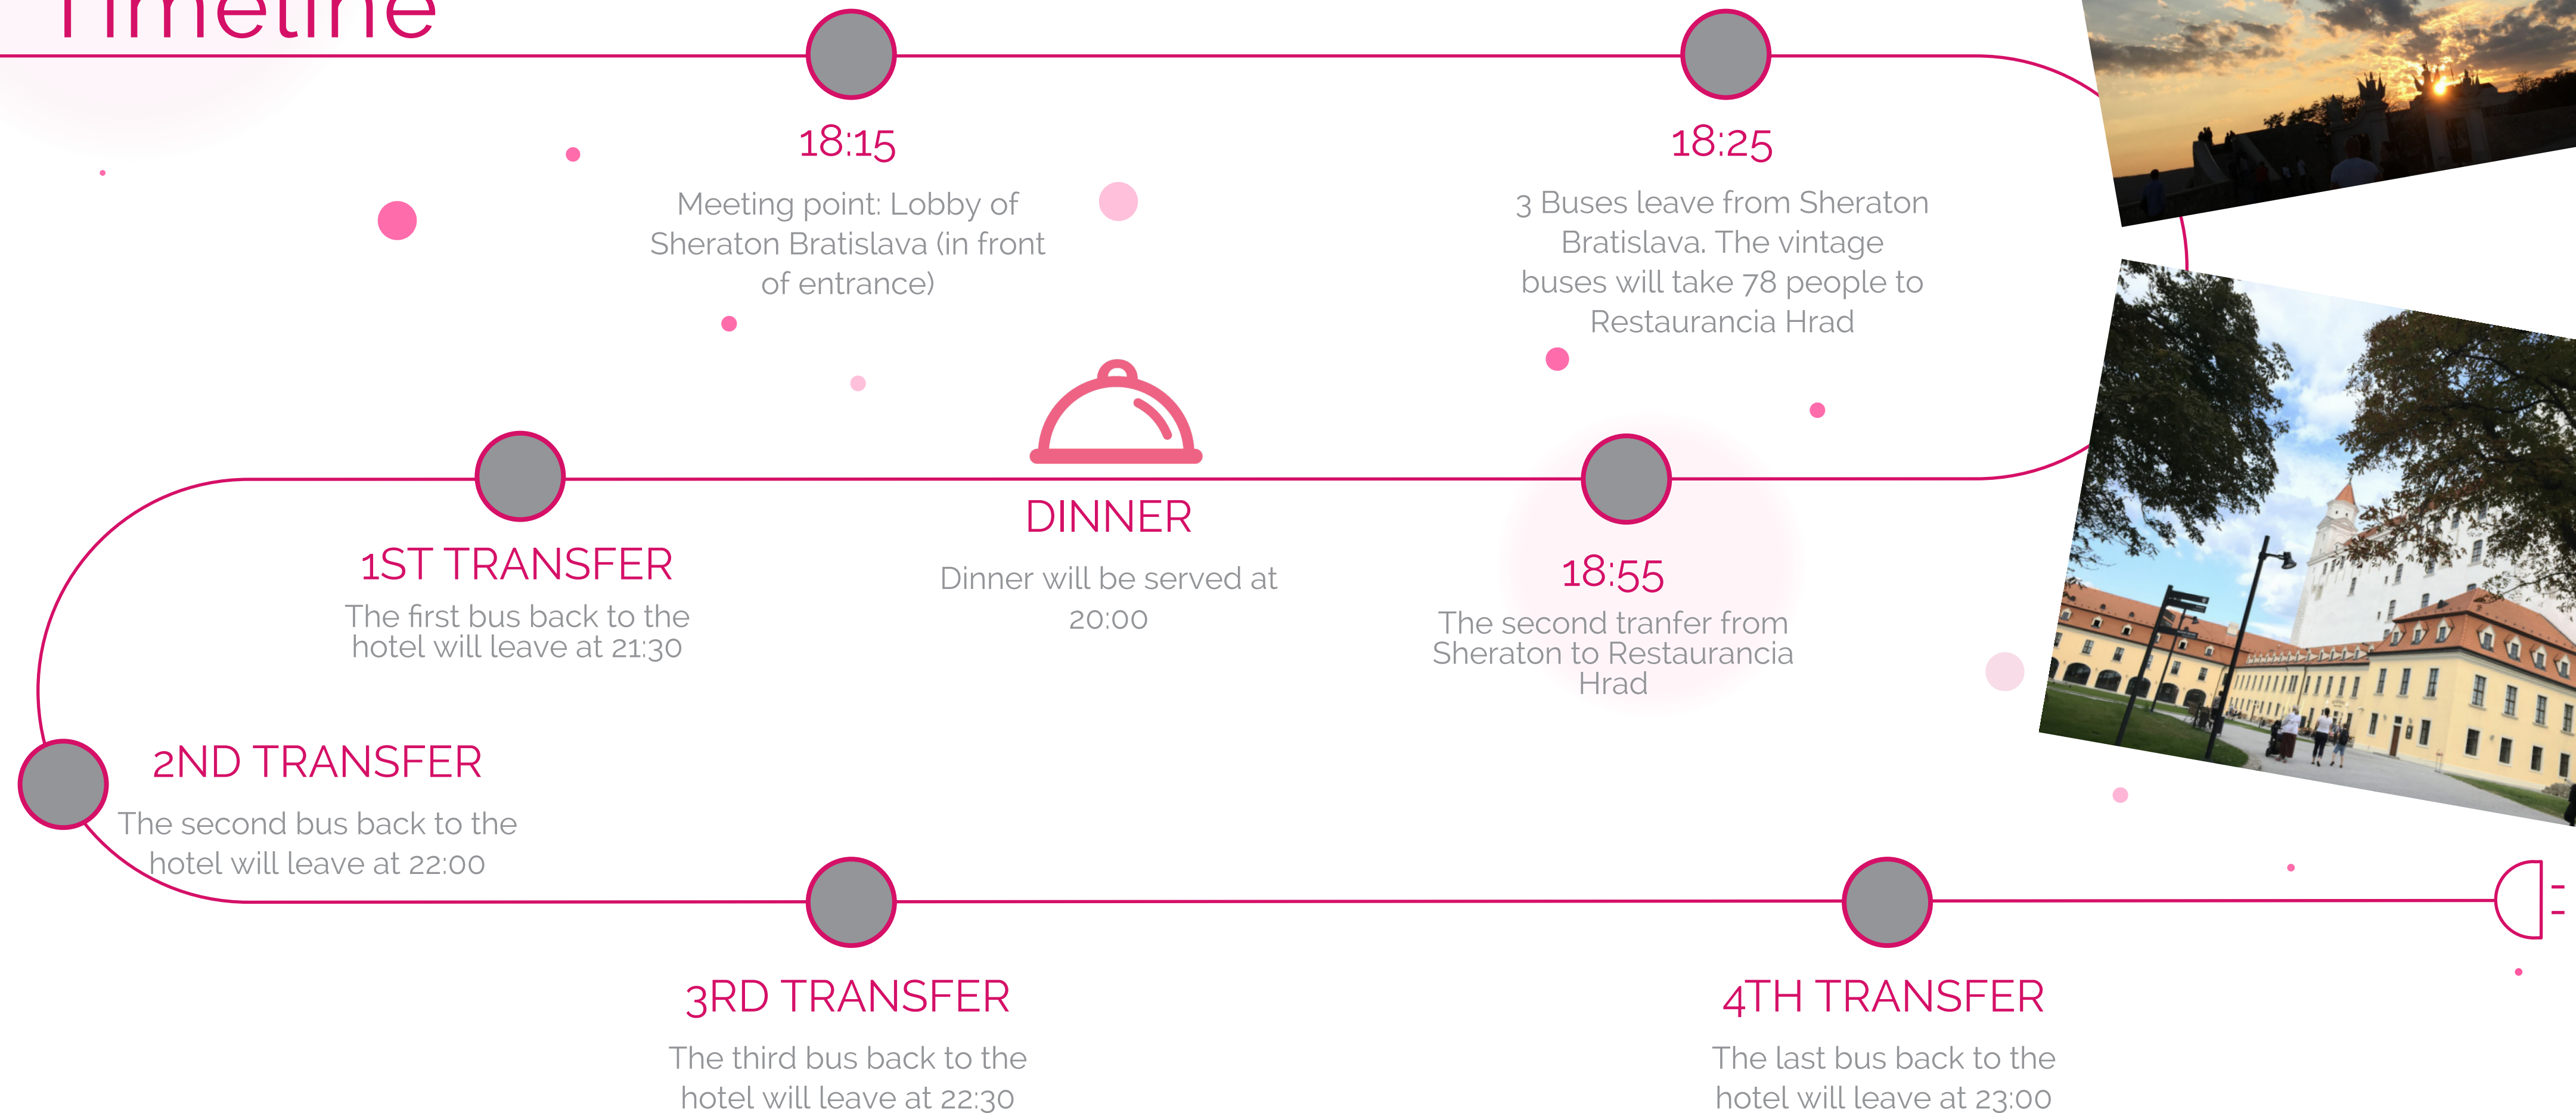 Timeline
18:15
Meeting point: Lobby of
Sheraton Bratislava (in front
of entrance)
18:25
3 Buses leave from Sheraton
Bratislava. The vintage
buses will take 78 people to
Restaurancia Hrad
18:55
The second tranfer from
Sheraton to Restaurancia
Hrad
DINNER
Dinner will be served at
20:00
1ST TRANSFER
The first bus back to the
hotel will leave at 21:30
2ND TRANSFER
The second bus back to the
hotel will leave at 22:00
3RD TRANSFER
The third bus back to the
hotel will leave at 22:30
4TH TRANSFER
The last bus back to the
hotel will leave at 23:00